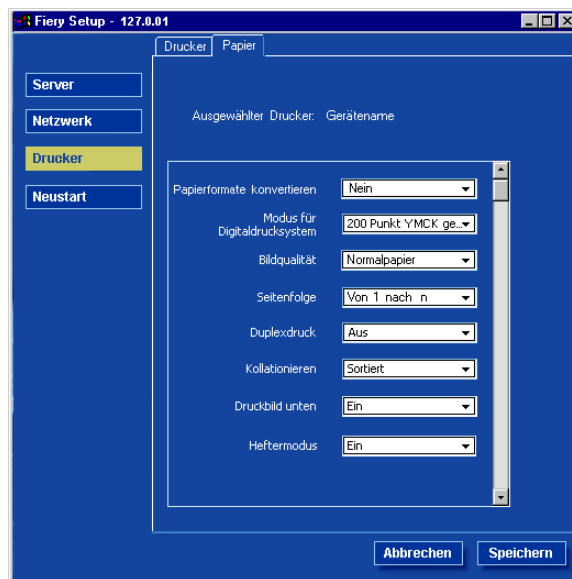 Fiery Setup - 127.0.01
Drucker
Papier
Server
Netzwerk
Drucker
Neustart
Ausgewählter Drucker: Gerätename
Papierformate konvertieren
Nein
Modus für
Digitaldrucksystem
200 Punkt YMCK ge...
Bildqualität
Normalpapier
Seitenfolge
Von 1 nach n
Duplexdruck
Aus
Kollationieren
Sortiert
Druckbild unten
Ein
Heftermodus
Ein
Abbrechen
Speichern